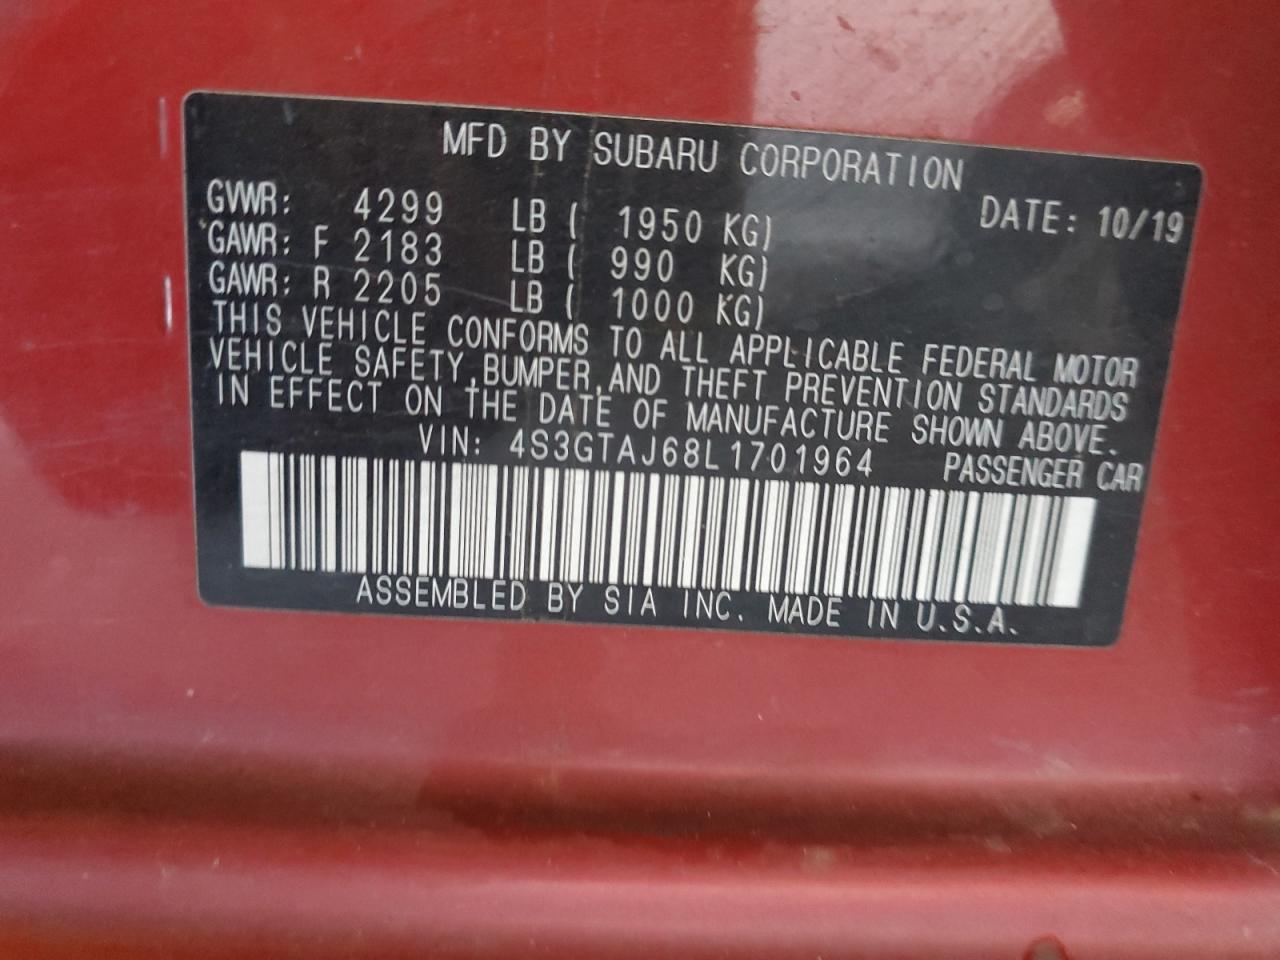 MFD BY SUBARU CORPORATION
GVWR: 4299 LB ( 1950 KG) DATE: 10/19
GAWR: F 2183 LB ( 990 KG)
GAWR: R 2205 LB ( 1000 KG)
THIS VEHICLE CONFORMS TO ALL APPLICABLE FEDERAL MOTOR
VEHICLE SAFETY, BUMPER, AND THEFT PREVENTION STANDARDS
IN EFFECT ON THE DATE OF MANUFACTURE SHOWN ABOVE.
VIN: 4S3GTAJ68L1701964 PASSENGER CAR
ASSEMBLED BY SIA INC. MADE IN U.S.A.